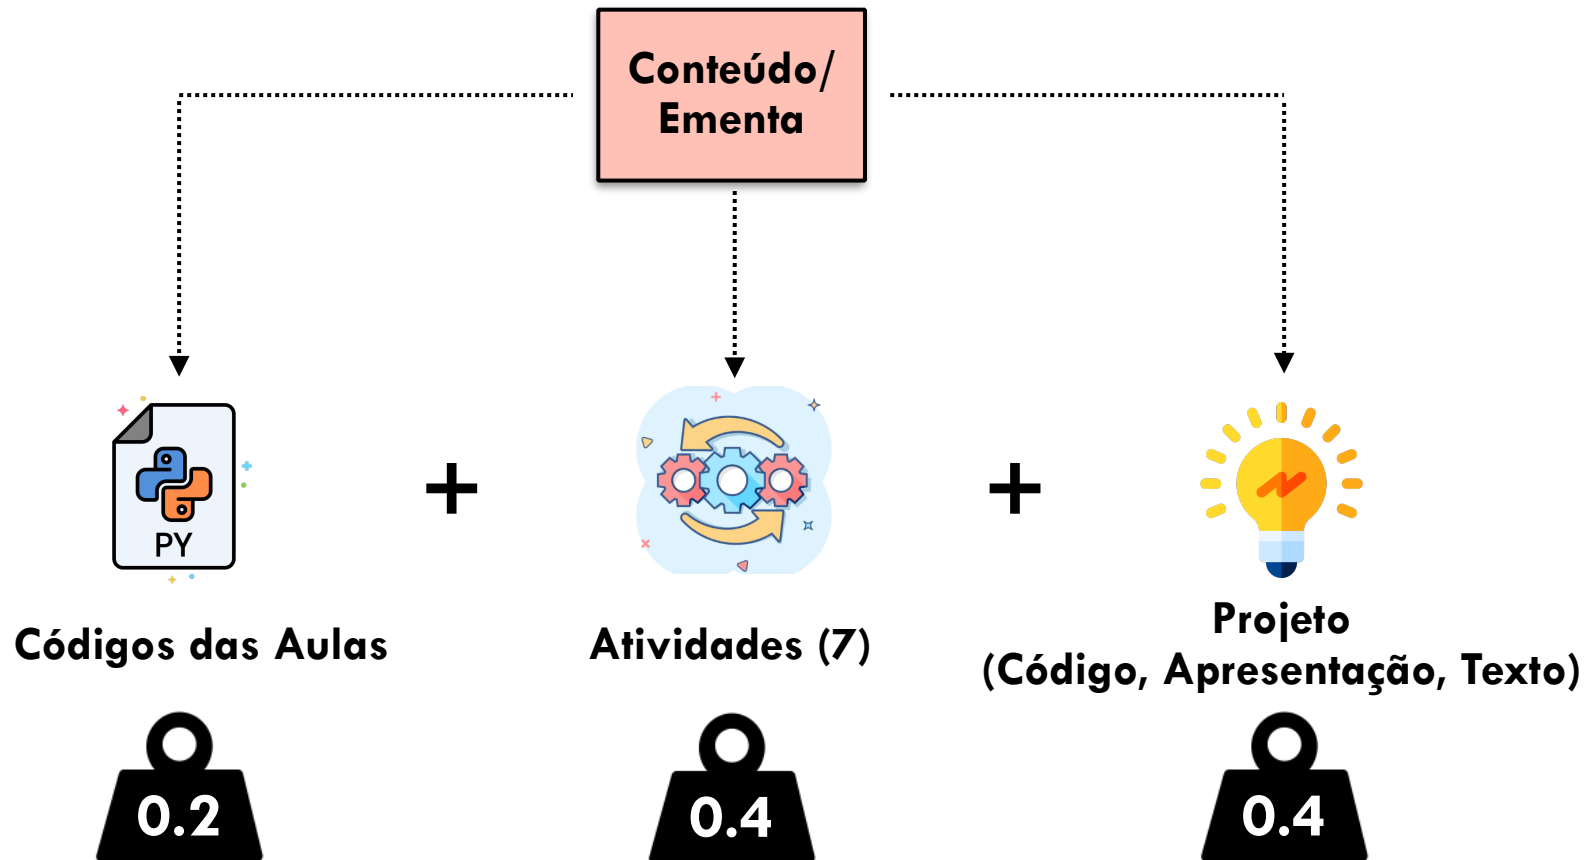 Conteúdo/
Ementa
PY
+
+
Códigos das Aulas
Atividades (7)
Projeto
(Código, Apresentação, Texto)
0.2
0.4
0.4